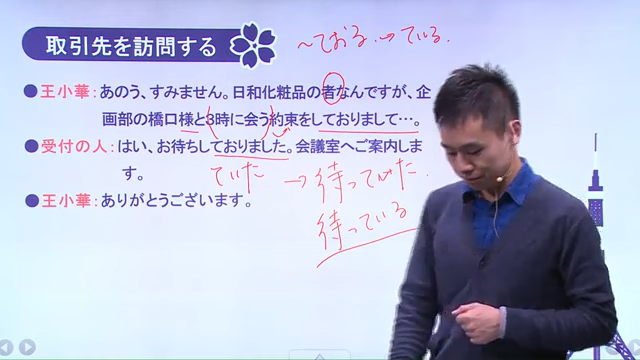 取引先を訪問する
～ておる → ている.
●王小華：あのう、すみません。日和化粧品の者なんですが、企
画部の橋口様と3時に会う約束をしておりまして…。
●受付の人：はい、お待ちしておりました。会議室へご案内しま
す。
ていた → 待っていた.
待っている
●王小華：ありがとうございます。